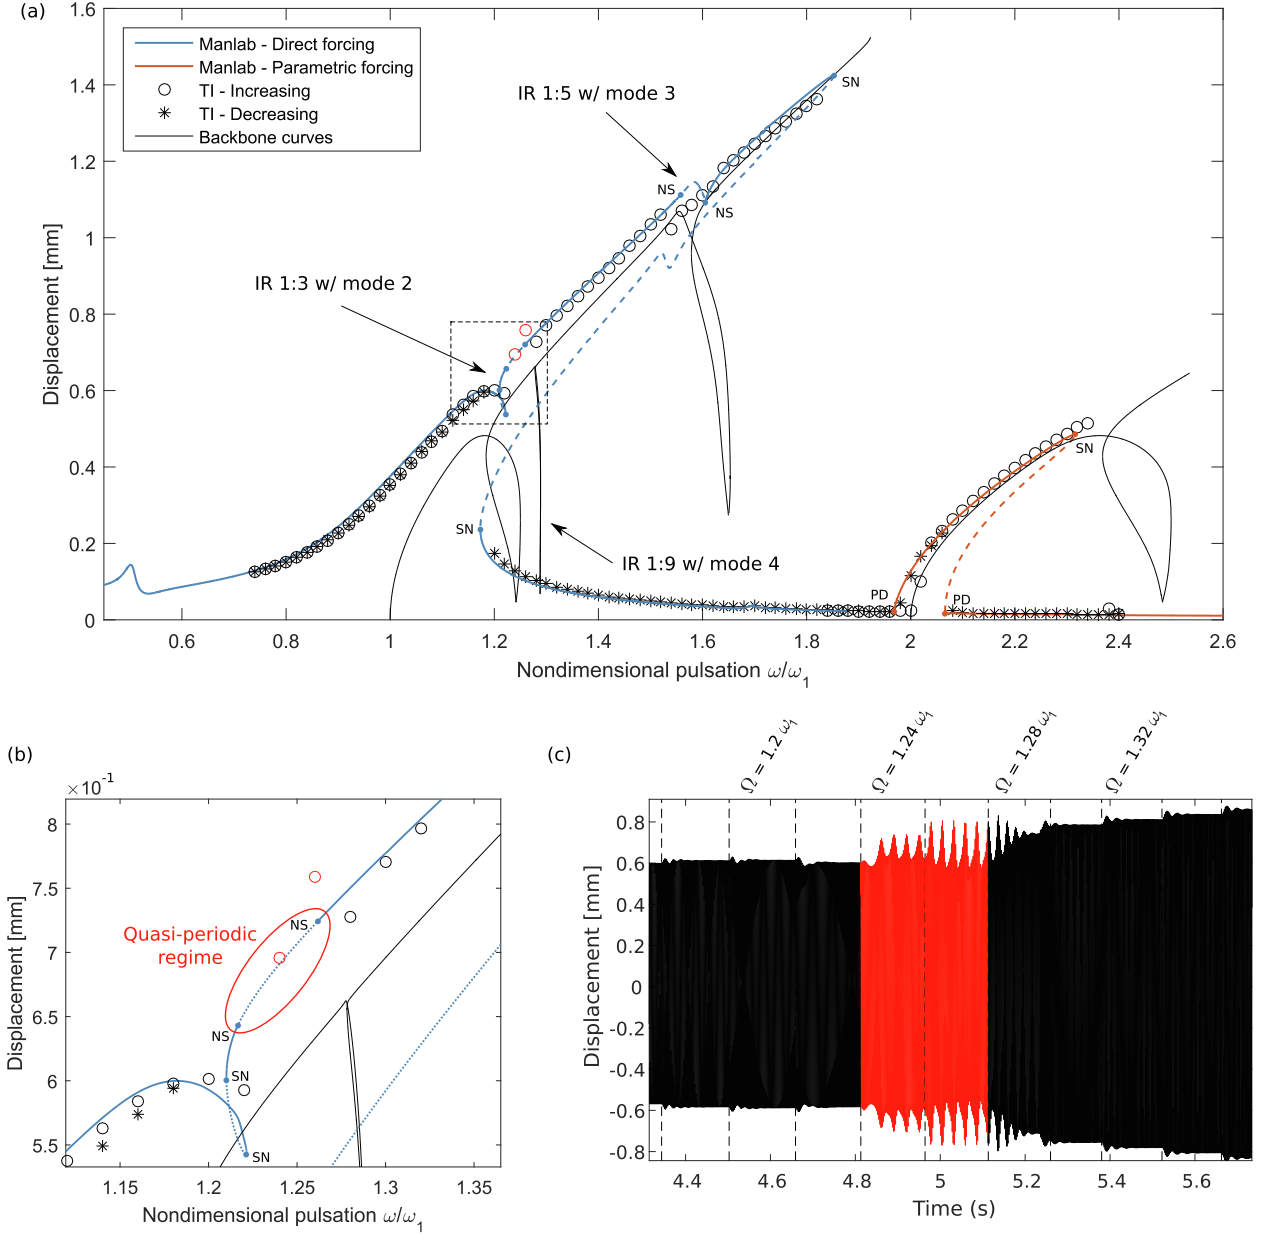 (a)
1.6
1.4
1.2
1
0.8
0.6
0.4
0.2
0
Displacement [mm]
Manlab - Direct forcing
Manlab - Parametric forcing
TI - Increasing
TI - Decreasing
Backbone curves
IR 1:5 w/ mode 3
SN
NS
NS
IR 1:3 w/ mode 2
SN
IR 1:9 w/ mode 4
PD
PD
SN
0.6
0.8
1
1.2
1.4
1.6
1.8
2
2.2
2.4
2.6
Nondimensional pulsation ω/ω₁
(b)
×10⁻¹
8
7.5
7
6.5
6
5.5
Displacement [mm]
Quasi-periodic
regime
NS
NS
SN
SN
1.15
1.2
1.25
1.3
1.35
Nondimensional pulsation ω/ω₁
(c)
Ω = 1.2 ω₁
Ω = 1.24 ω₁
Ω = 1.28 ω₁
Ω = 1.32 ω₁
0.8
0.6
0.4
0.2
0
-0.2
-0.4
-0.6
-0.8
Displacement [mm]
4.4
4.6
4.8
5
5.2
5.4
5.6
Time (s)